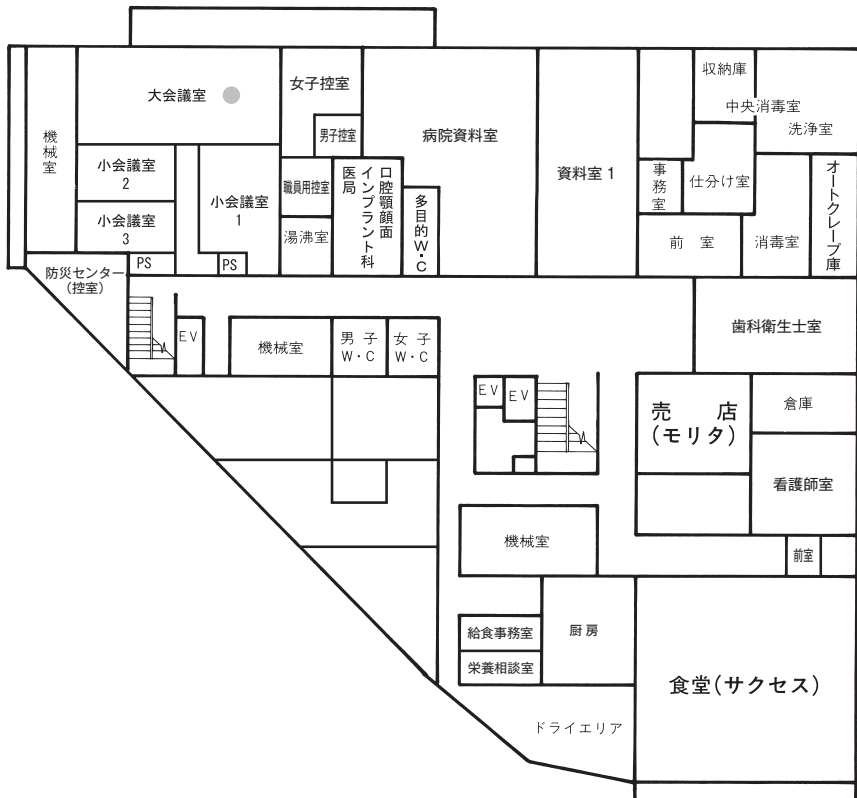 大会議室
女子控室
男子控室
病院資料室
資料室1
収納庫
中央消毒室
洗浄室
機械室
小会議室
2
小会議室
3
小会議室
1
職員用控室
湯沸室
口腔顎顔面
インプラント科
医局
多目的W・C
事務室
仕分け室
前 室
消毒室
オートクレーブ庫
PS
PS
防災センター
(控室)
EV
機械室
男 子
W・C
女 子
W・C
歯科衛生士室
EV
EV
売 店
(モリタ)
倉庫
看護師室
機械室
前室
給食事務室
栄養相談室
厨房
食堂(サクセス)
ドライエリア